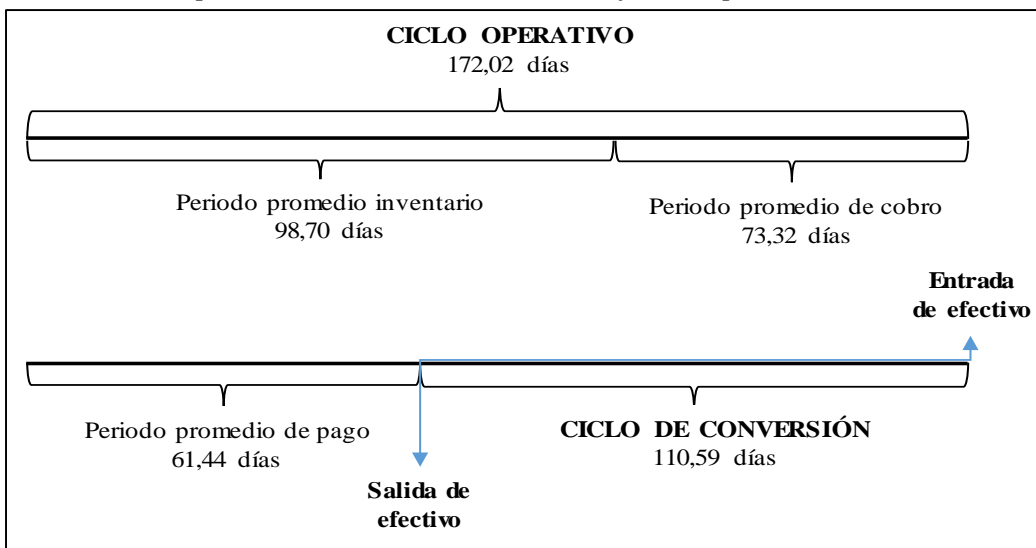 CICLO OPERATIVO
172,02 días
Periodo promedio inventario
98,70 días
Periodo promedio de cobro
73,32 días
Entrada
de efectivo
Periodo promedio de pago
61,44 días
CICLO DE CONVERSIÓN
110,59 días
Salida de
efectivo